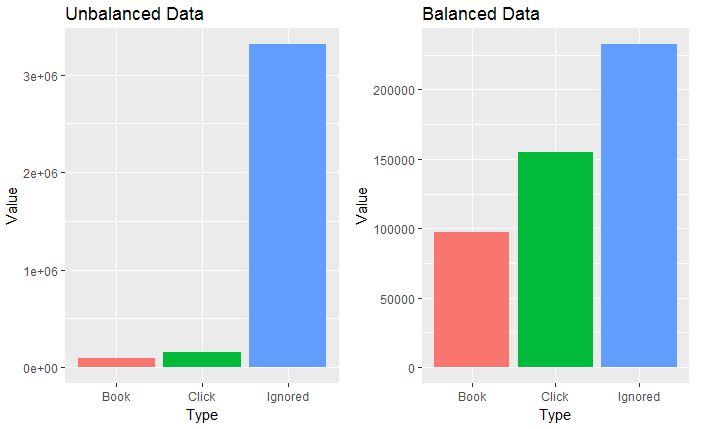 Unbalanced Data
Value
3e+06
2e+06
1e+06
0e+00
Book Click Ignored
Type
Balanced Data
Value
200000
150000
100000
50000
0
Book Click Ignored
Type